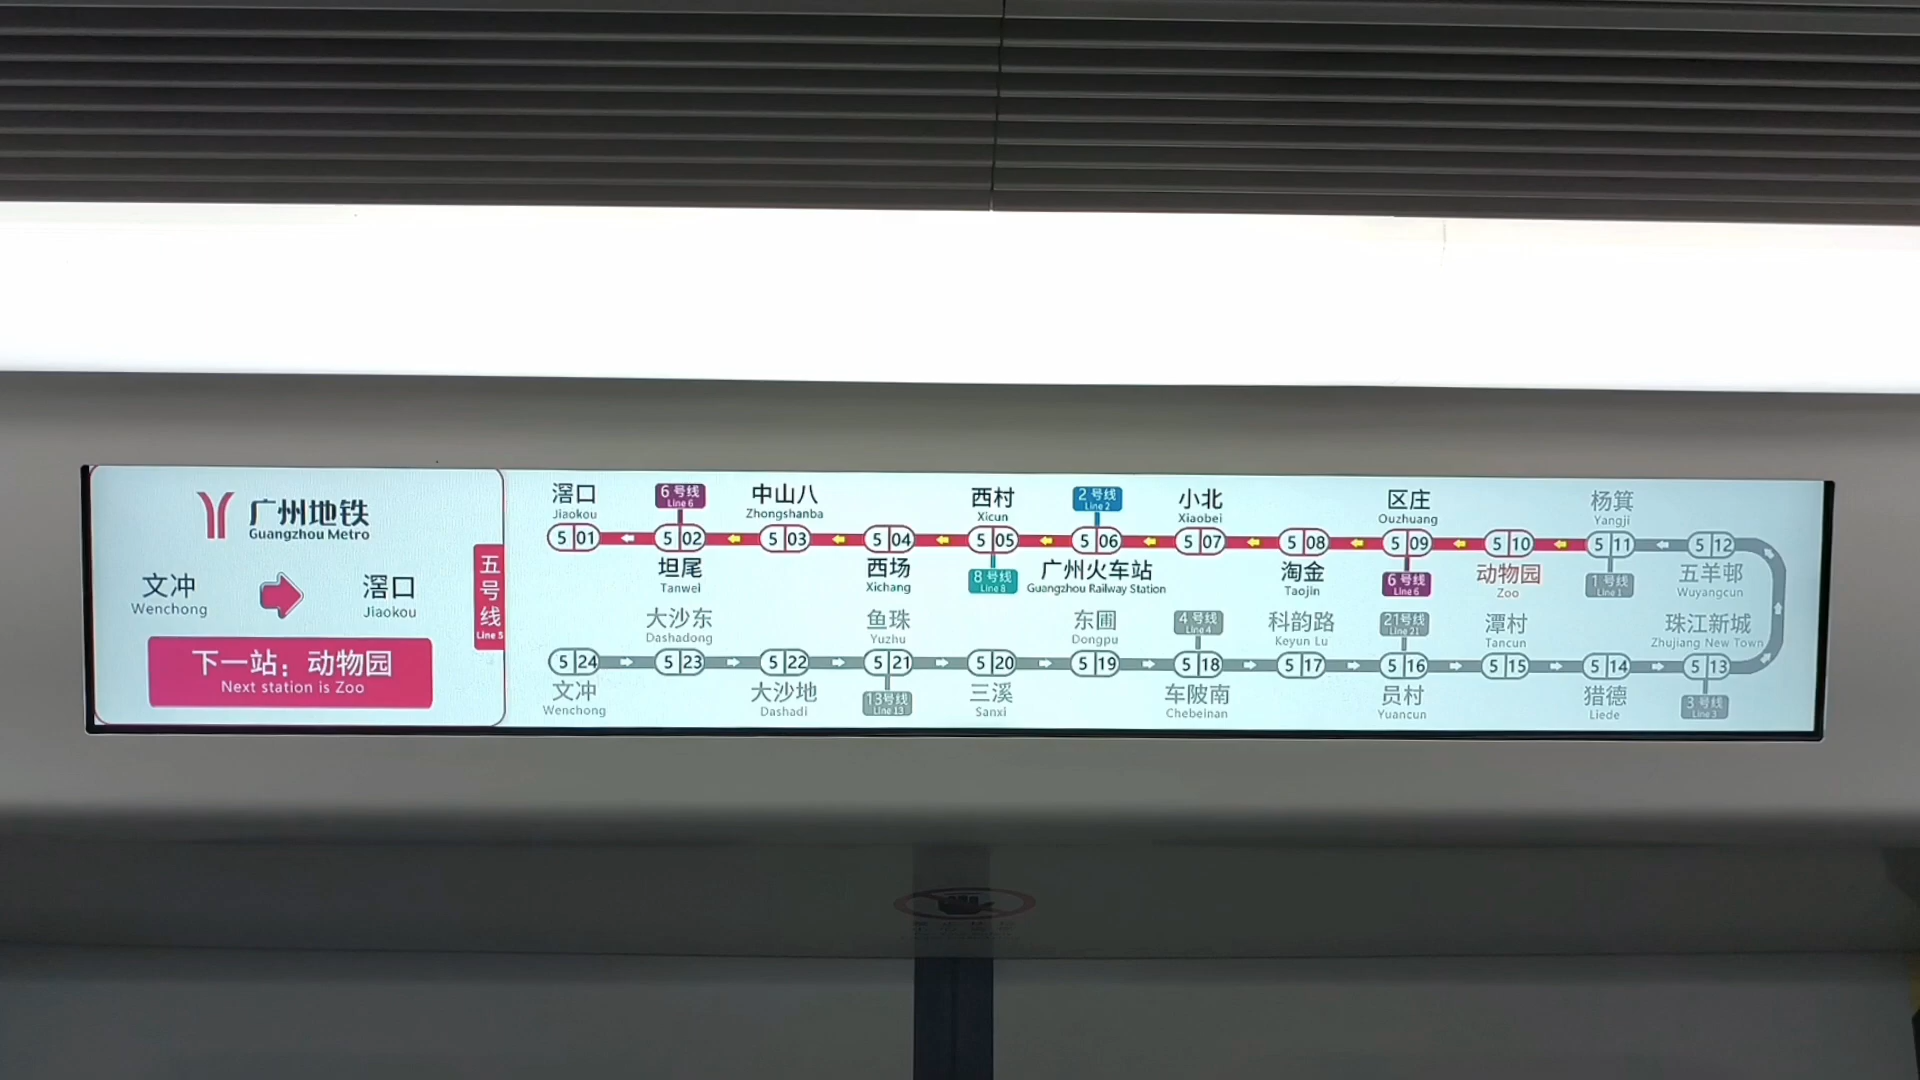 广州地铁
Guangzhou Metro
文冲
Wenchong
滘口
Jiaokou
下一站：动物园
Next station is Zoo
五号线
Line 5
滘口
Jiaokou
6号线
Line 6
中山八
Zhongshanba
西村
Xicun
2号线
Line 2
小北
Xiaobei
区庄
Ouzhuang
杨箕
Yangji
5 01
5 02
5 03
5 04
5 05
5 06
5 07
5 08
5 09
5 10
5 11
5 12
坦尾
Tanwei
西场
Xichang
8号线
Line 8
广州火车站
Guangzhou Railway Station
淘金
Taojin
6号线
Line 6
动物园
Zoo
1号线
Line 1
五羊邨
Wuyangcun
大沙东
Dashadong
鱼珠
Yuzhu
东圃
Dongpu
4号线
Line 4
科韵路
Keyun Lu
21号线
Line 21
潭村
Tancun
珠江新城
Zhujiang New Town
5 24
5 23
5 22
5 21
5 20
5 19
5 18
5 17
5 16
5 15
5 14
5 13
文冲
Wenchong
大沙地
Dashadi
13号线
Line 13
三溪
Sanxi
车陂南
Chebeinan
员村
Yuancun
猎德
Liede
3号线
Line 3